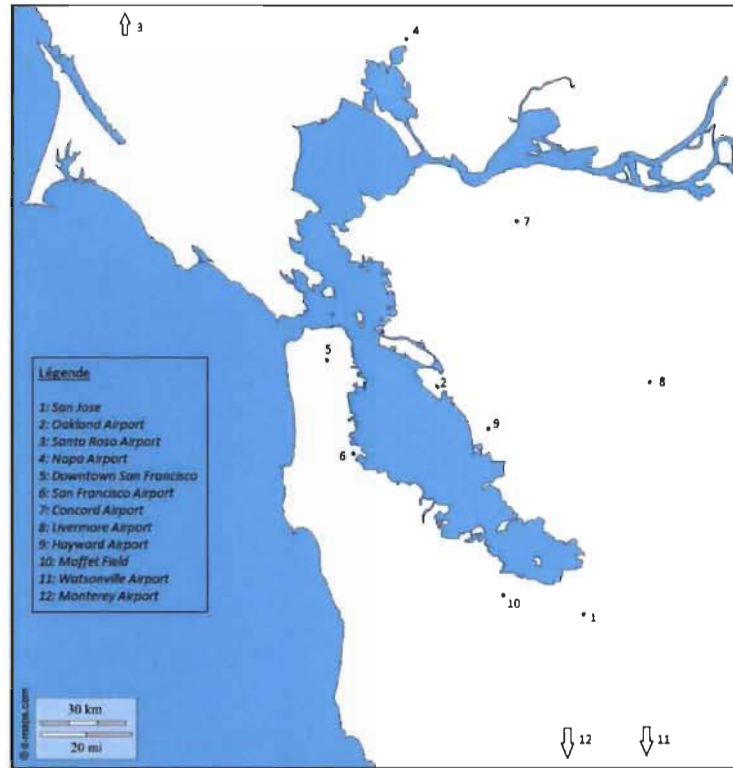 3
4
7
5
8
2
9
6
Légende
1: San Jose
2: Oakland Airport
3: Santa Rosa Airport
4: Napa Airport
5: Downtown San Francisco
6: San Francisco Airport
7: Concord Airport
8: Livermore Airport
9: Hayward Airport
10: Moffet Field
11: Watsonville Airport
12: Monterey Airport
10
1
30 km
20 mi
12
11
© d-maps.com